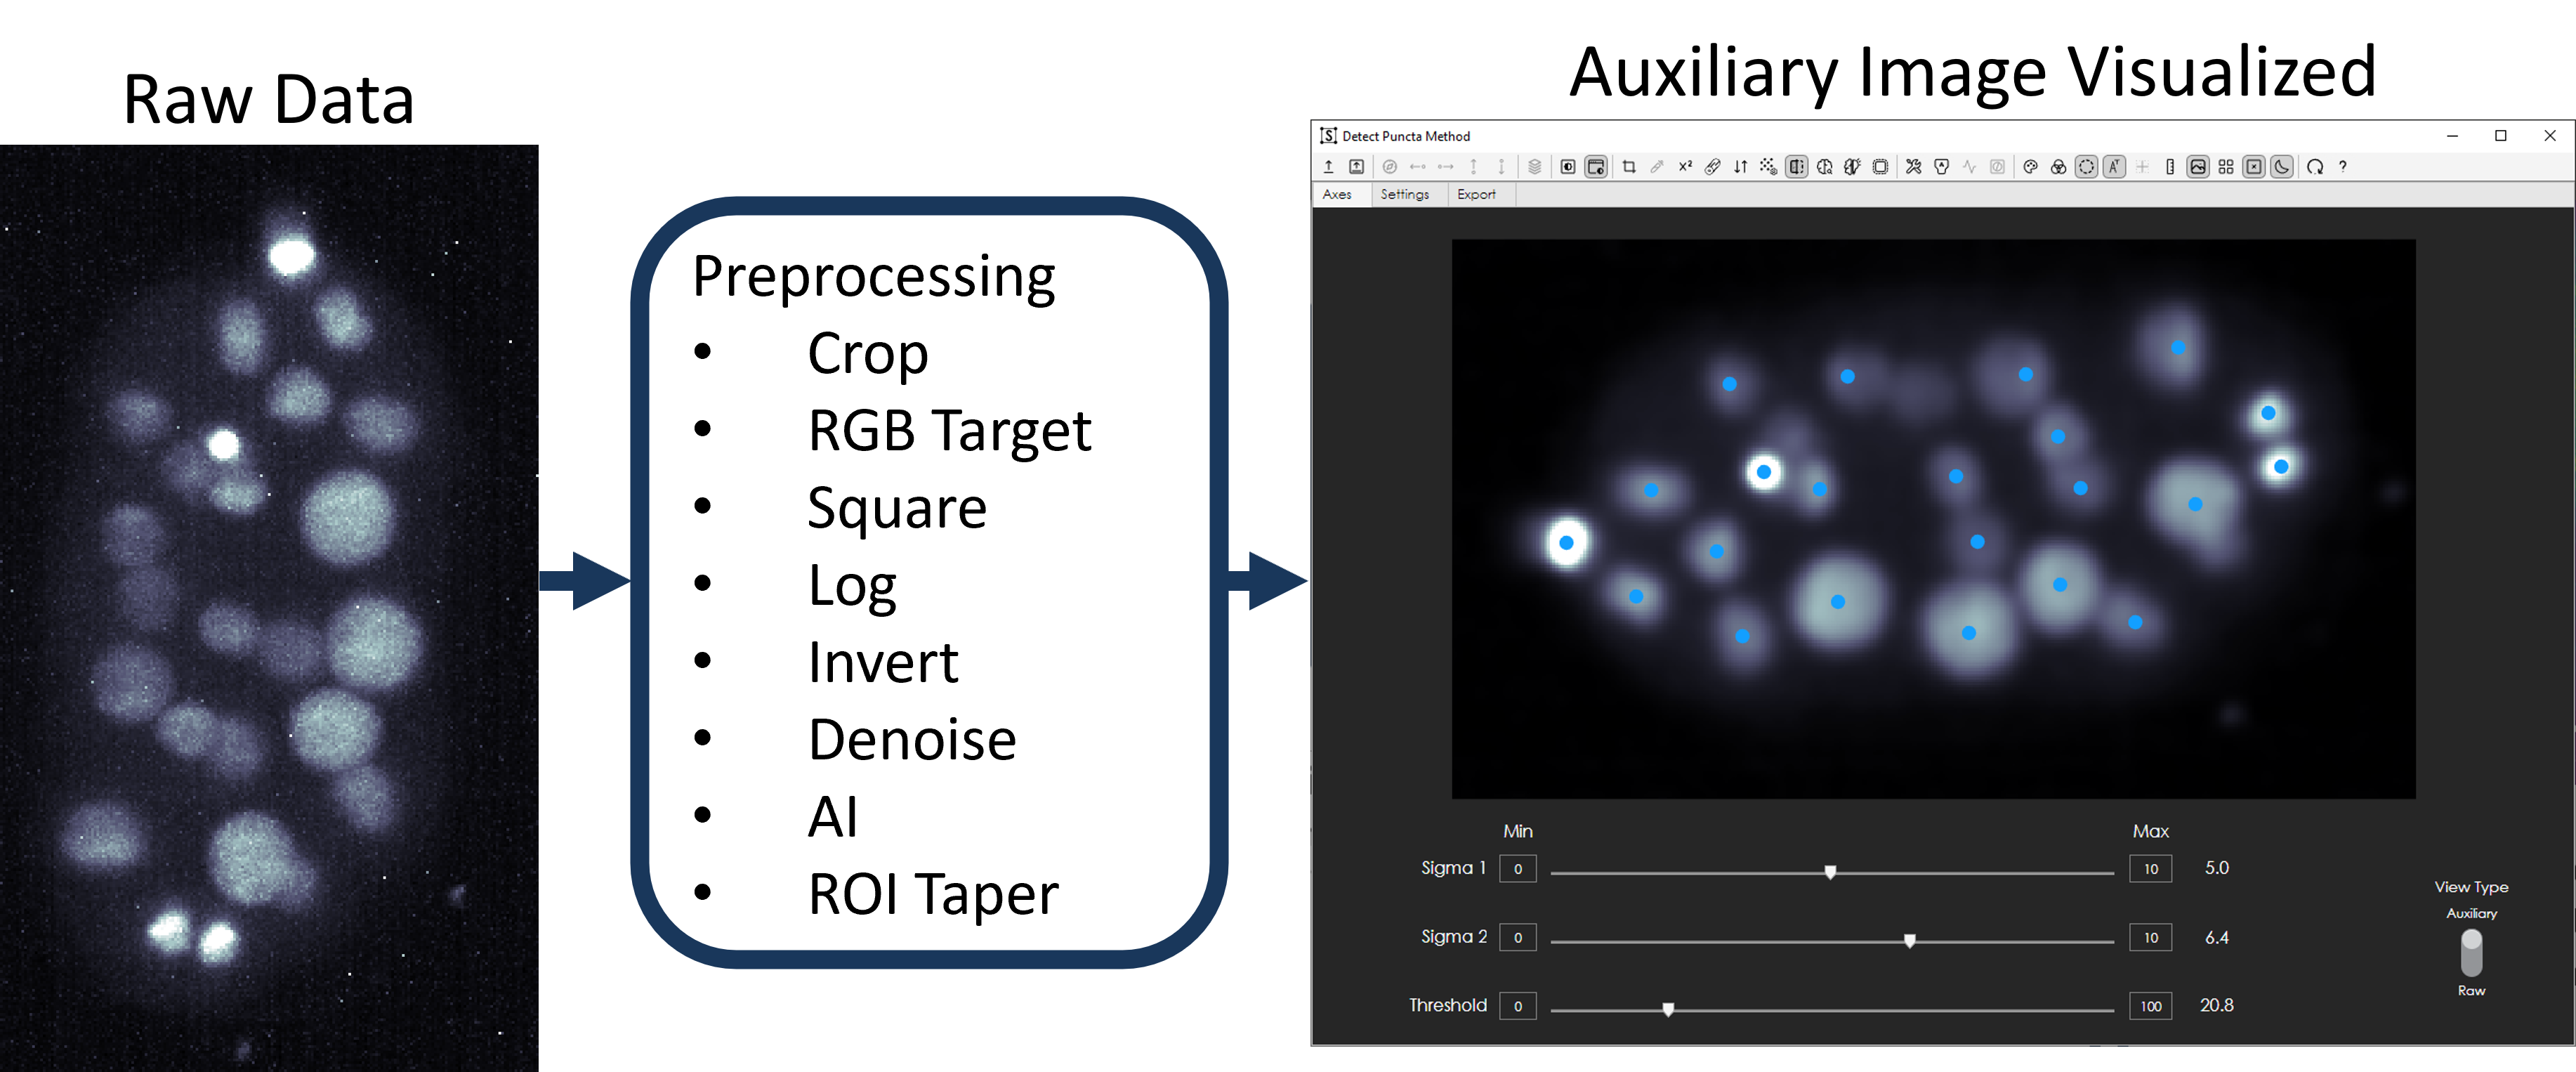 Raw Data
Preprocessing
• Crop
• RGB Target
• Square
• Log
• Invert
• Denoise
• AI
• ROI Taper
Auxiliary Image Visualized
Detect Puncta Method
Axes Settings Export
Min Max
Sigma 1 0 10 5.0
Sigma 2 0 10 6.4
Threshold 0 100 20.8
View Type
Auxiliary
Raw